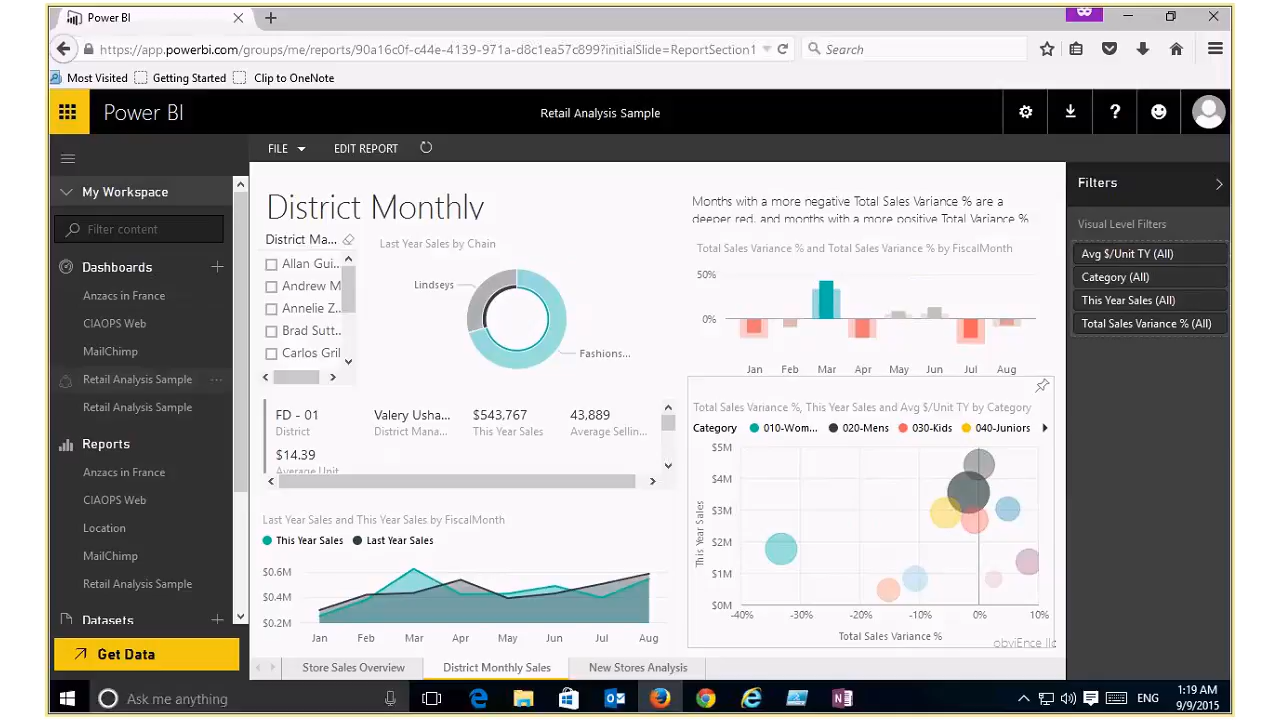 Power BI
https://app.powerbi.com/groups/me/reports/90a16c0f-c44e-4139-971a-d8c1ea57c899?initialSlide=ReportSection1
Search
Most Visited Getting Started Clip to OneNote
Power BI
Retail Analysis Sample
FILE EDIT REPORT
My Workspace
Filter content
Dashboards
Anzacs in France
CIAOPS Web
MailChimp
Retail Analysis Sample ...
Retail Analysis Sample
Reports
Anzacs in France
CIAOPS Web
Location
MailChimp
Retail Analysis Sample
Datasets
Get Data
District Monthly
District Ma...
Allan Gui..
Andrew M
Annelie Z..
Brad Sutt..
Carlos Gril
Last Year Sales by Chain
Lindseys
Fashions...
Months with a more negative Total Sales Variance % are a
deeper red, and months with a more positive Total Variance %
Total Sales Variance % and Total Sales Variance % by FiscalMonth
50%
0%
Jan Feb Mar Apr May Jun Jul Aug
FD - 01 Valery Usha... $543,767 43,889
District District Mana... This Year Sales Average Sellin...
$14.39
Average Unit
Last Year Sales and This Year Sales by FiscalMonth
This Year Sales Last Year Sales
$0.6M
$0.4M
$0.2M
Jan Feb Mar Apr May Jun Jul Aug
Total Sales Variance %, This Year Sales and Avg $/Unit TY by Category
Category 010-Wom... 020-Mens 030-Kids 040-Juniors
$5M
$4M
$3M
$2M
$1M
$0M
This Year Sales
-40% -30% -20% -10% 0% 10%
Total Sales Variance %
obviEnce llc
Store Sales Overview District Monthly Sales New Stores Analysis
Filters
Visual Level Filters
Avg $/Unit TY (All)
Category (All)
This Year Sales (All)
Total Sales Variance % (All)
Ask me anything
ENG
1:19 AM
9/9/2015